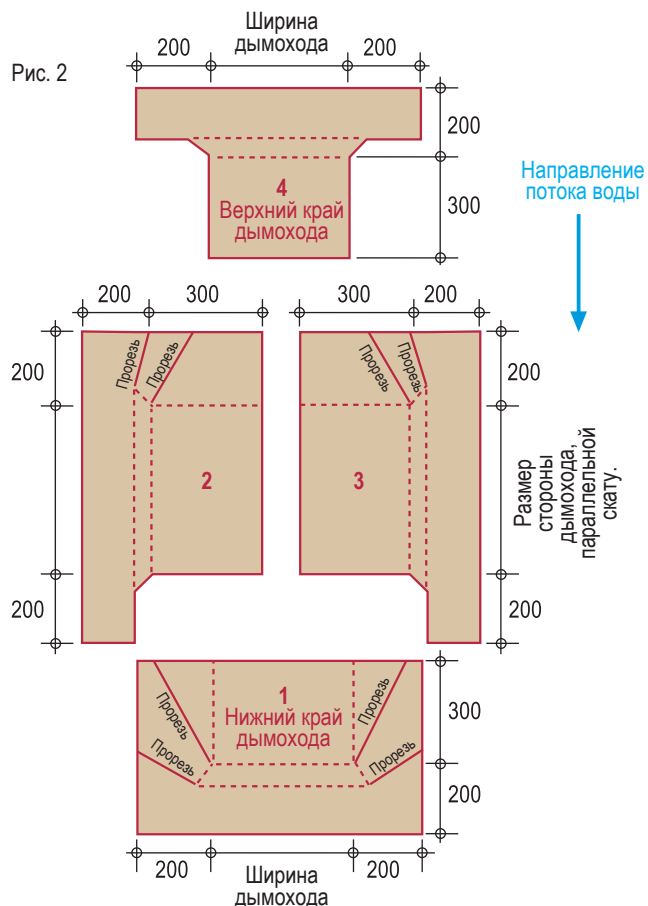 Рис. 2
Ширина
дымохода
200
200
200
300
4
Верхний край
дымохода
Направление
потока воды
200
300
300
200
200
Прорезь
Прорезь
Прорезь
Прорезь
200
2
3
Размер
стороны
дымохода,
параллельной
скату.
200
200
1
Нижний край
дымохода
Прорезь
Прорезь
Прорезь
Прорезь
300
200
200
Ширина
дымохода
200